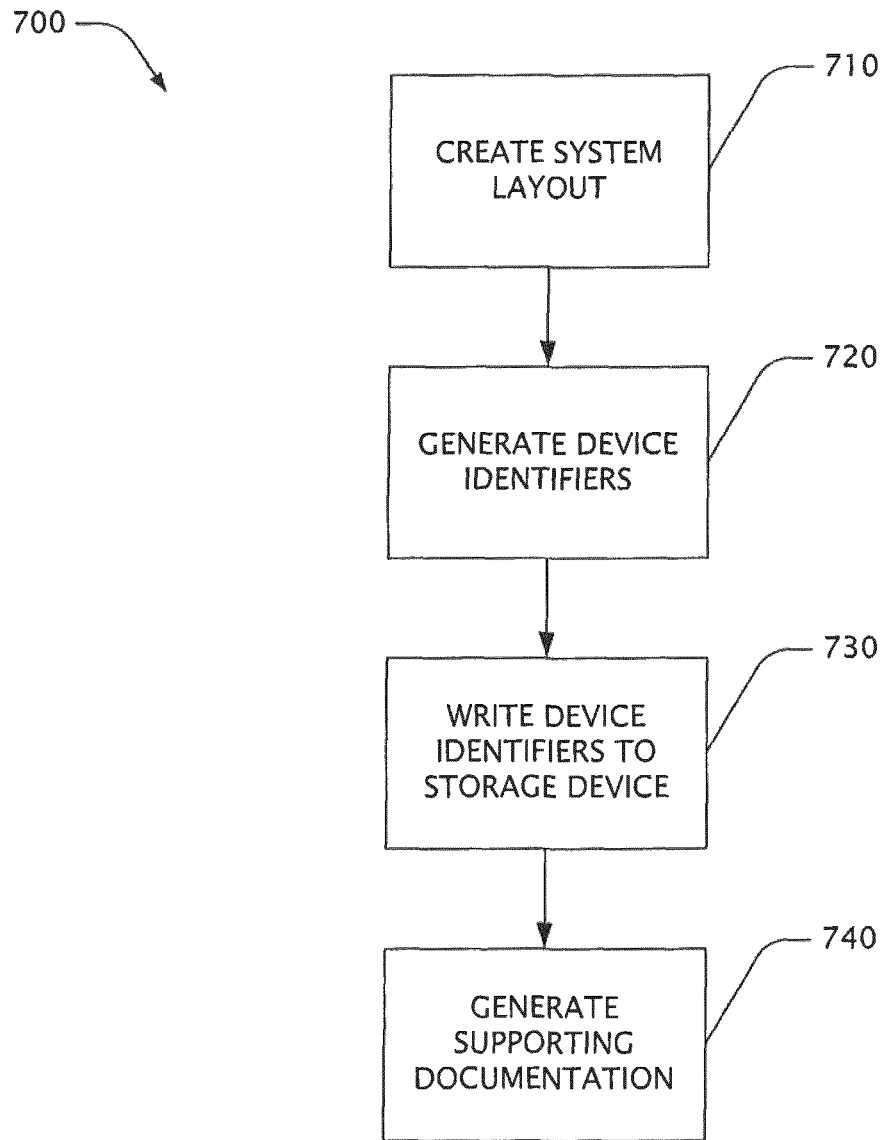 700
710
CREATE SYSTEM
LAYOUT
720
GENERATE DEVICE
IDENTIFIERS
730
WRITE DEVICE
IDENTIFIERS TO
STORAGE DEVICE
740
GENERATE
SUPPORTING
DOCUMENTATION